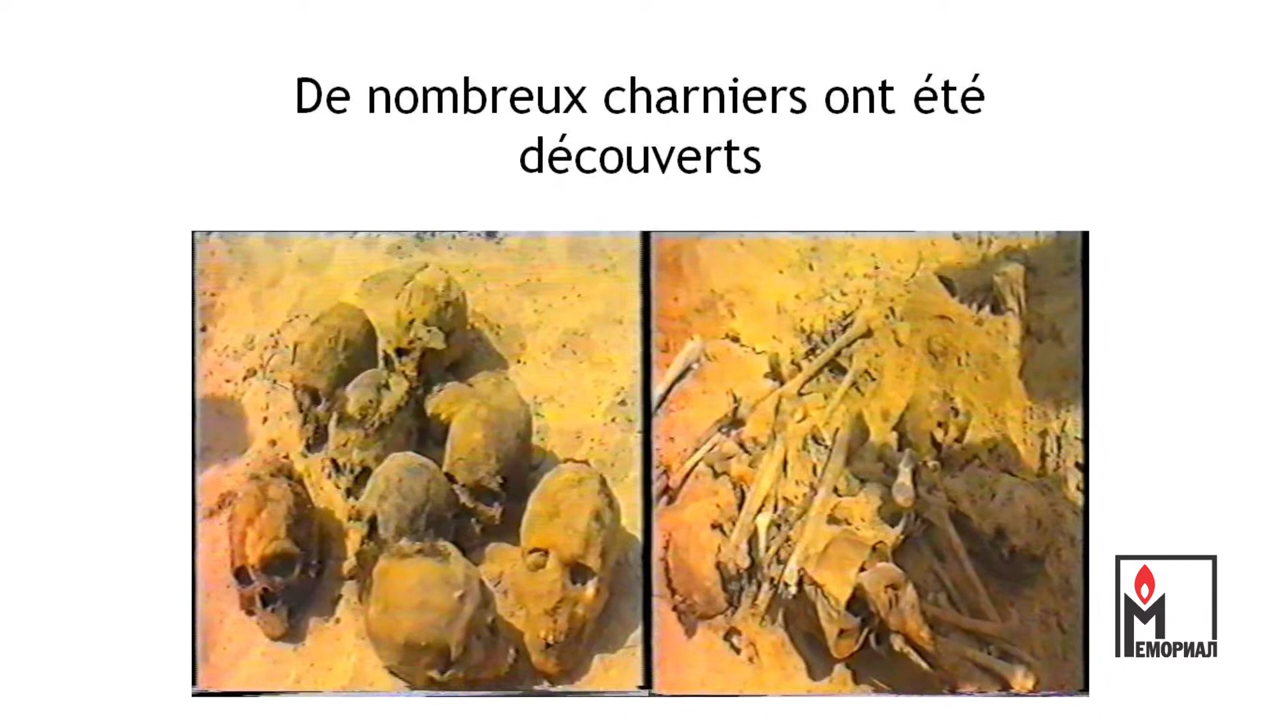 De nombreux charniers ont été
découverts
МЕМОРИАЛ